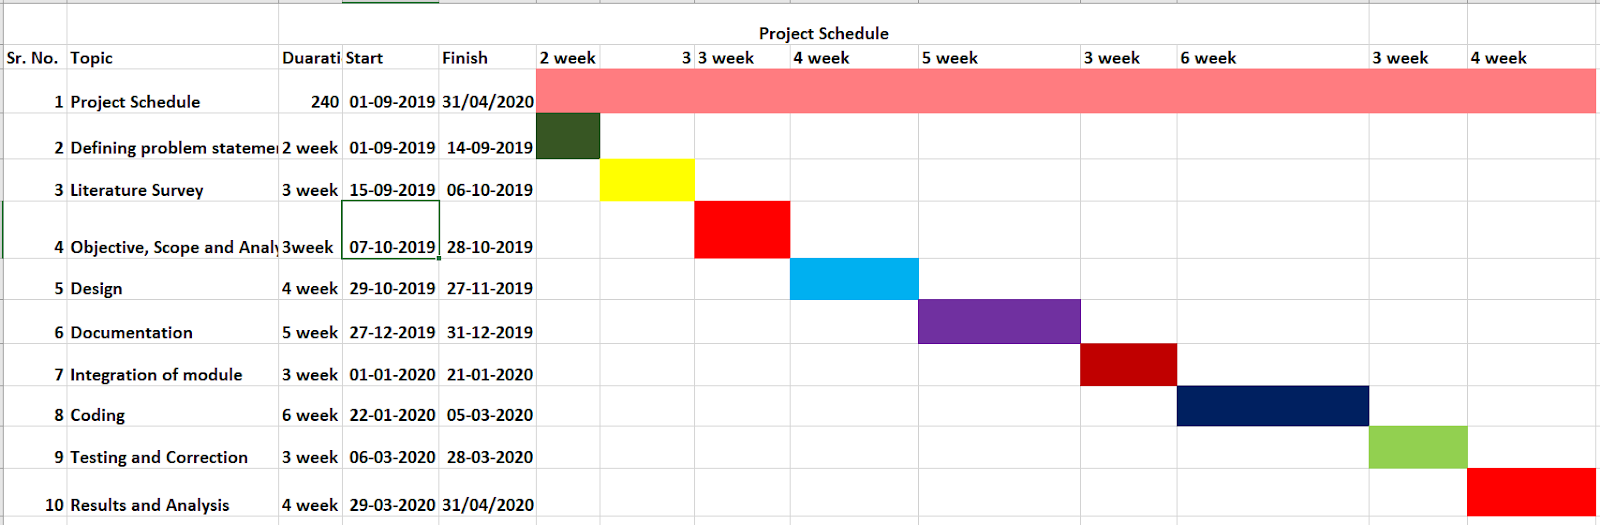 Project Schedule
Sr. No. Topic Duarati Start Finish 2 week 3 3 week 4 week 5 week 3 week 6 week 3 week 4 week
1 Project Schedule 240 01-09-2019 31/04/2020
2 Defining problem stateme 2 week 01-09-2019 14-09-2019
3 Literature Survey 3 week 15-09-2019 06-10-2019
4 Objective, Scope and Analy 3week 07-10-2019 28-10-2019
5 Design 4 week 29-10-2019 27-11-2019
6 Documentation 5 week 27-12-2019 31-12-2019
7 Integration of module 3 week 01-01-2020 21-01-2020
8 Coding 6 week 22-01-2020 05-03-2020
9 Testing and Correction 3 week 06-03-2020 28-03-2020
10 Results and Analysis 4 week 29-03-2020 31/04/2020